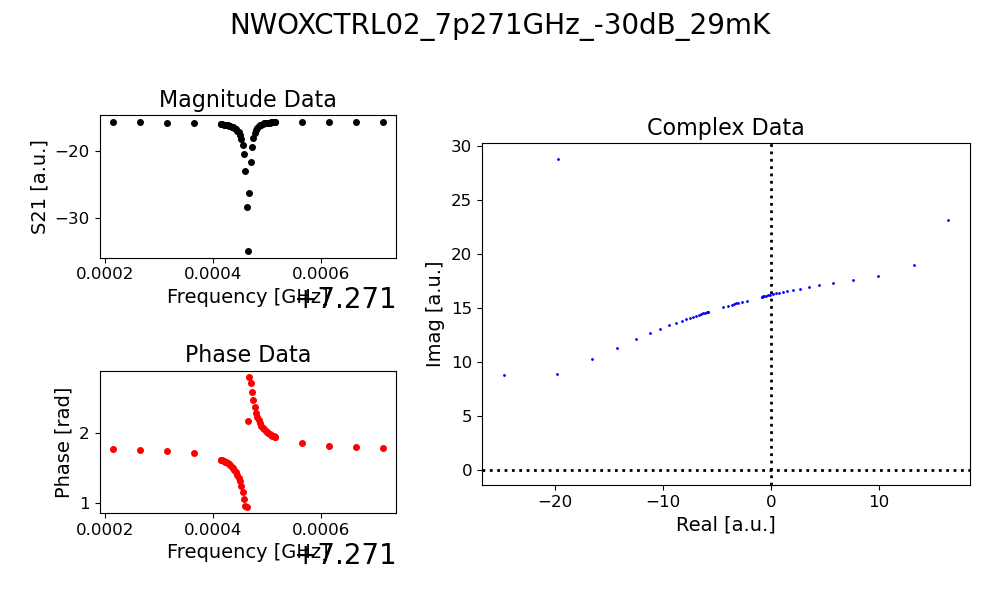 NWOXCTRL02_7p271GHz_-30dB_29mK
Magnitude Data
S21 [a.u.]
−20
−30
0.0002 0.0004 0.0006
Frequency [GHz]
+7.271
Phase Data
Phase [rad]
2
1
0.0002 0.0004 0.0006
Frequency [GHz]
+7.271
Complex Data
Imag [a.u.]
30
25
20
15
10
5
0
−20 −10 0 10
Real [a.u.]